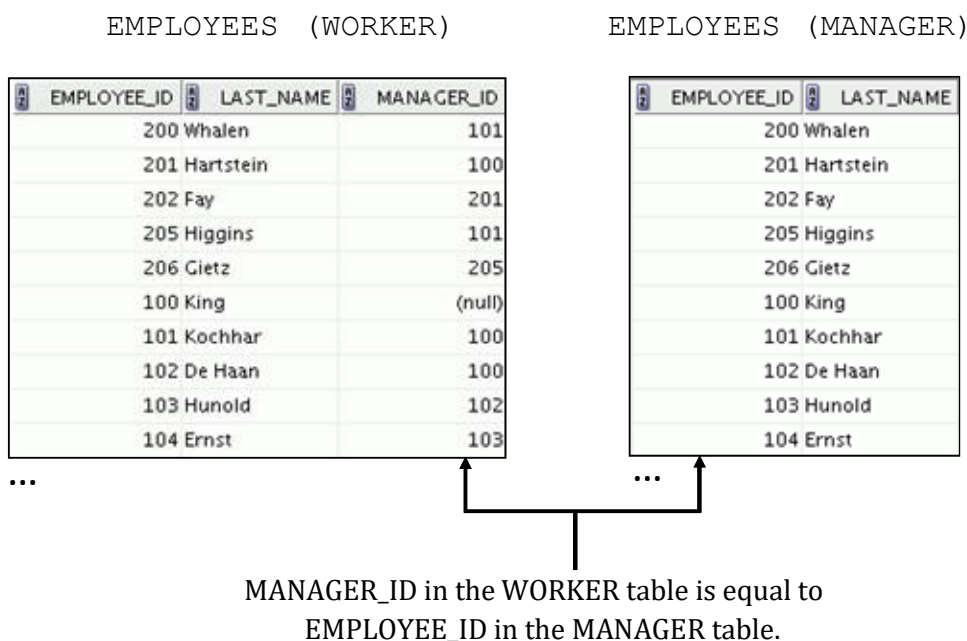 EMPLOYEES (WORKER)
EMPLOYEES (MANAGER)
EMPLOYEE_ID LAST_NAME MANAGER_ID
200 Whalen 101
201 Hartstein 100
202 Fay 201
205 Higgins 101
206 Gietz 205
100 King (null)
101 Kochhar 100
102 De Haan 100
103 Hunold 102
104 Ernst 103
...
EMPLOYEE_ID LAST_NAME
200 Whalen
201 Hartstein
202 Fay
205 Higgins
206 Gietz
100 King
101 Kochhar
102 De Haan
103 Hunold
104 Ernst
...
MANAGER_ID in the WORKER table is equal to
EMPLOYEE_ID in the MANAGER table.